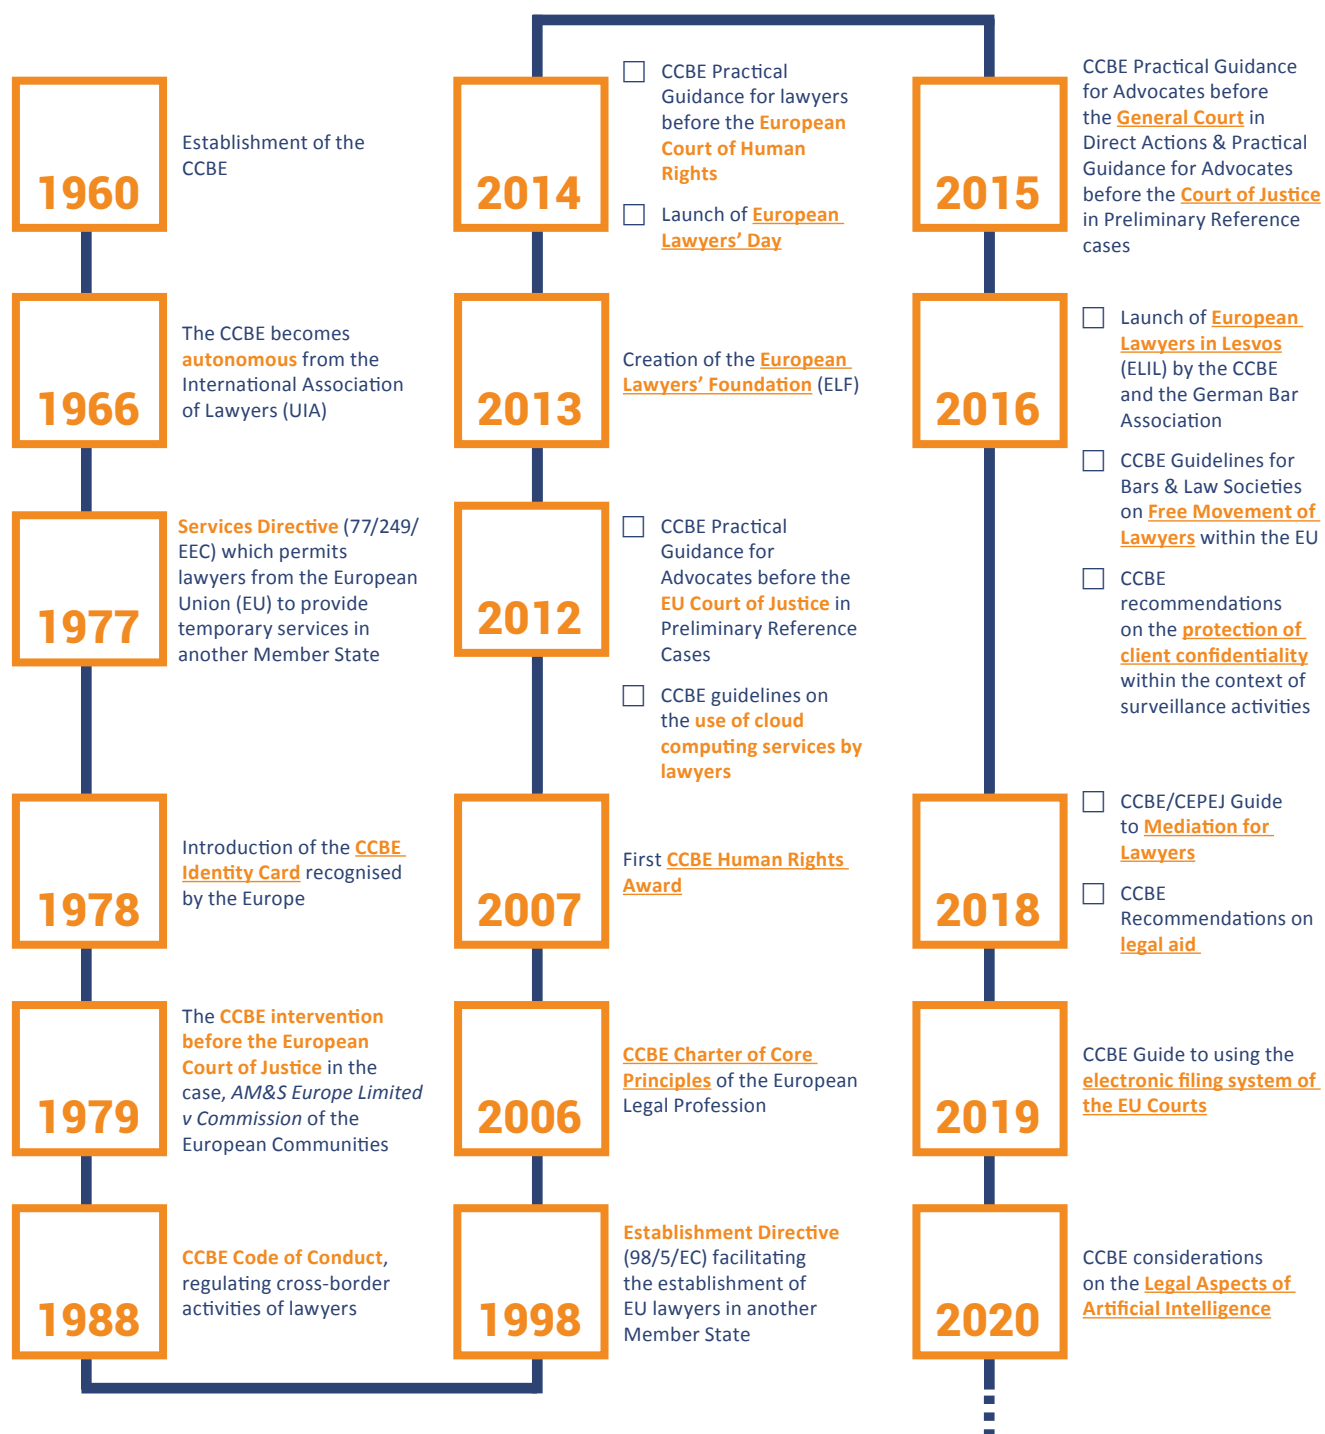 1960
Establishment of the
CCBE
1966
The CCBE becomes
autonomous from the
International Association
of Lawyers (UIA)
1977
Services Directive (77/249/
EEC) which permits
lawyers from the European
Union (EU) to provide
temporary services in
another Member State
1978
Introduction of the CCBE
Identity Card recognised
by the Europe
1979
The CCBE intervention
before the European
Court of Justice in the
case, AM&S Europe Limited
v Commission of the
European Communities
1988
CCBE Code of Conduct,
regulating cross-border
activities of lawyers
1998
Establishment Directive
(98/5/EC) facilitating
the establishment of
EU lawyers in another
Member State
2006
CCBE Charter of Core
Principles of the European
Legal Profession
2007
First CCBE Human Rights
Award
2012
CCBE Practical
Guidance for
Advocates before the
EU Court of Justice in
Preliminary Reference
Cases
CCBE guidelines on
the use of cloud
computing services by
lawyers
2013
Creation of the European
Lawyers’ Foundation (ELF)
2014
CCBE Practical
Guidance for lawyers
before the European
Court of Human
Rights
Launch of European
Lawyers’ Day
2015
CCBE Practical Guidance
for Advocates before
the General Court in
Direct Actions & Practical
Guidance for Advocates
before the Court of Justice
in Preliminary Reference
cases
2016
Launch of European
Lawyers in Lesvos
(ELIL) by the CCBE
and the German Bar
Association
CCBE Guidelines for
Bars & Law Societies
on Free Movement of
Lawyers within the EU
CCBE
recommendations
on the protection of
client confidentiality
within the context of
surveillance activities
2018
CCBE/CEPEJ Guide
to Mediation for
Lawyers
CCBE
Recommendations on
legal aid
2019
CCBE Guide to using the
electronic filing system of
the EU Courts
2020
CCBE considerations
on the Legal Aspects of
Artificial Intelligence